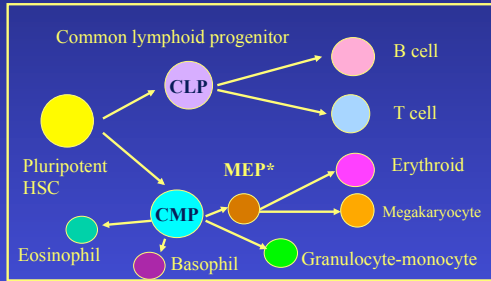 Common lymphoid progenitor
B cell
CLP
T cell
Pluripotent
HSC
MEP*
Erythroid
CMP
Megakaryocyte
Eosinophil
Basophil
Granulocyte-monocyte